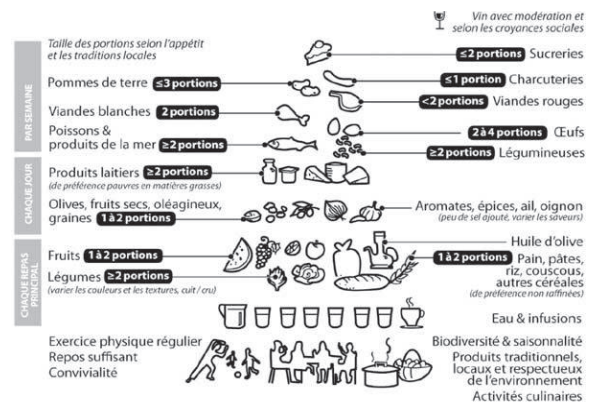 Vin avec modération et
selon les croyances sociales
Taille des portions selon l'appétit
et les traditions locales
PAR SEMAINE
≤2 portions Sucreries
Pommes de terre ≤3 portions
≤1 portion Charcuteries
Viandes blanches 2 portions
<2 portions Viandes rouges
Poissons &
produits de la mer ≥2 portions
2 à 4 portions Œufs
≥2 portions Légumineuses
CHAQUE JOUR
Produits laitiers ≥2 portions
(de préférence pauvres en matières grasses)
Olives, fruits secs, oléagineux,
graines 1 à 2 portions
Aromates, épices, ail, oignon
(peu de sel ajouté, varier les saveurs)
CHAQUE REPAS
PRINCIPAL
Fruits 1 à 2 portions
Légumes ≥2 portions
(varier les couleurs et les textures, cuit / cru)
Huile d'olive
1 à 2 portions Pain, pâtes,
riz, couscous,
autres céréales
(de préférence non raffinées)
Eau & infusions
Exercice physique régulier
Repos suffisant
Convivialité
Biodiversité & saisonnalité
Produits traditionnels,
locaux et respectueux
de l'environnement
Activités culinaires